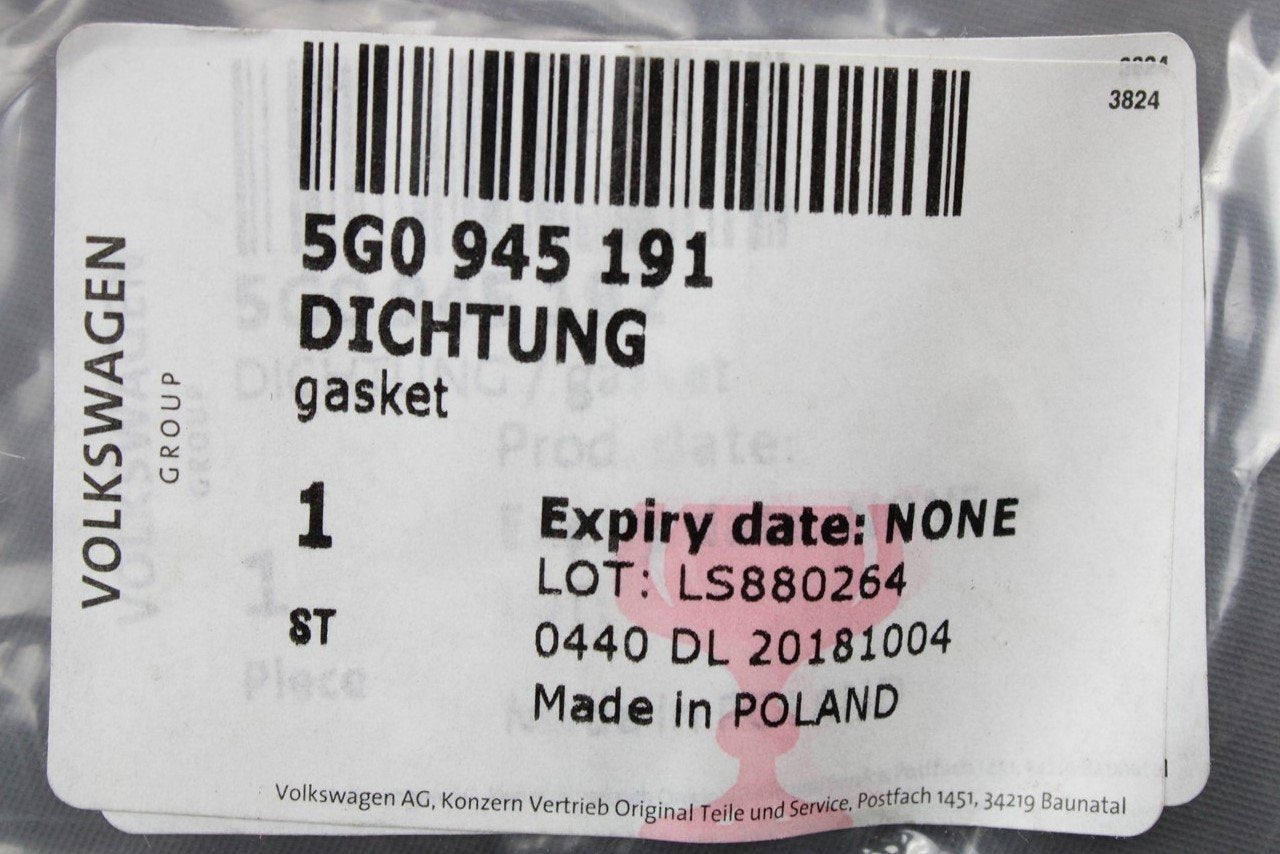 3824
5G0 945 191
DICHTUNG
gasket
VOLKSWAGEN
GROUP
1
ST
Expiry date: NONE
LOT: LS880264
0440 DL 20181004
Made in POLAND
Volkswagen AG, Konzern Vertrieb Original Teile und Service, Postfach 1451, 34219 Baunatal